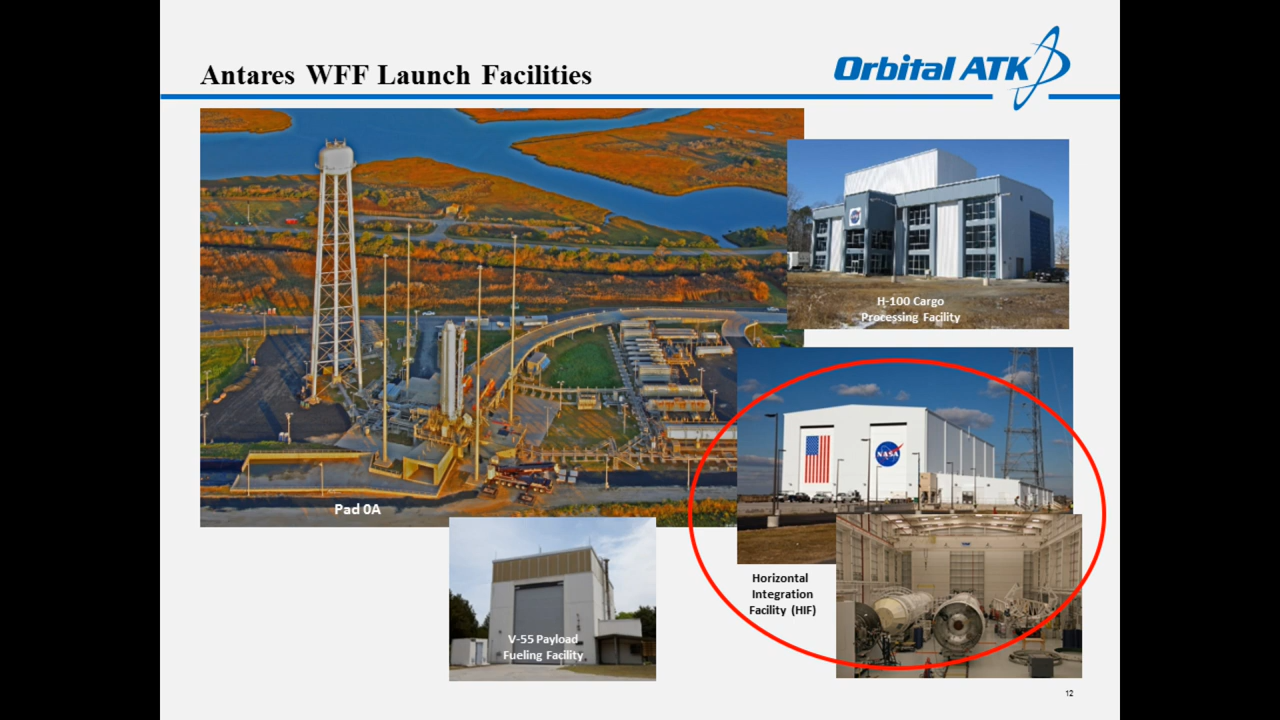 Antares WFF Launch Facilities
Orbital ATK
H-100 Cargo
Processing Facility
NASA
Pad 0A
Horizontal
Integration
Facility (HIF)
V-55 Payload
Fueling Facility
12